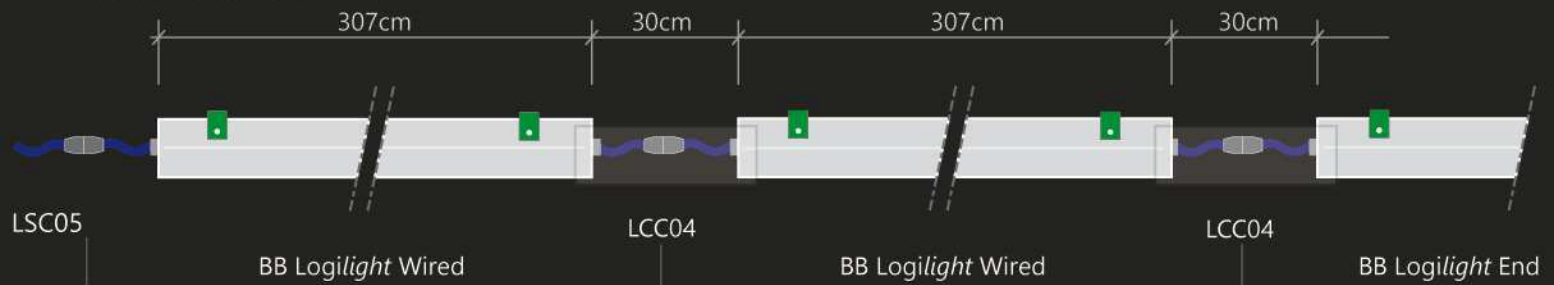 307cm 30cm 307cm 30cm
LSC05 LCC04 LCC04
BB Logilight Wired BB Logilight Wired BB Logilight End